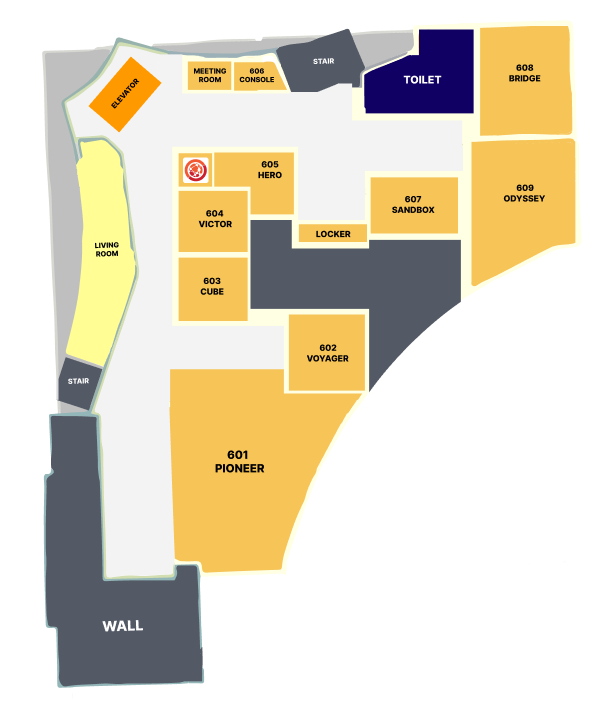 STAIR
ELEVATOR
MEETING
ROOM
606
CONSOLE
TOILET
608
BRIDGE
605
HERO
604
VICTOR
607
SANDBOX
609
ODYSSEY
LOCKER
LIVING
ROOM
603
CUBE
602
VOYAGER
STAIR
601
PIONEER
WALL